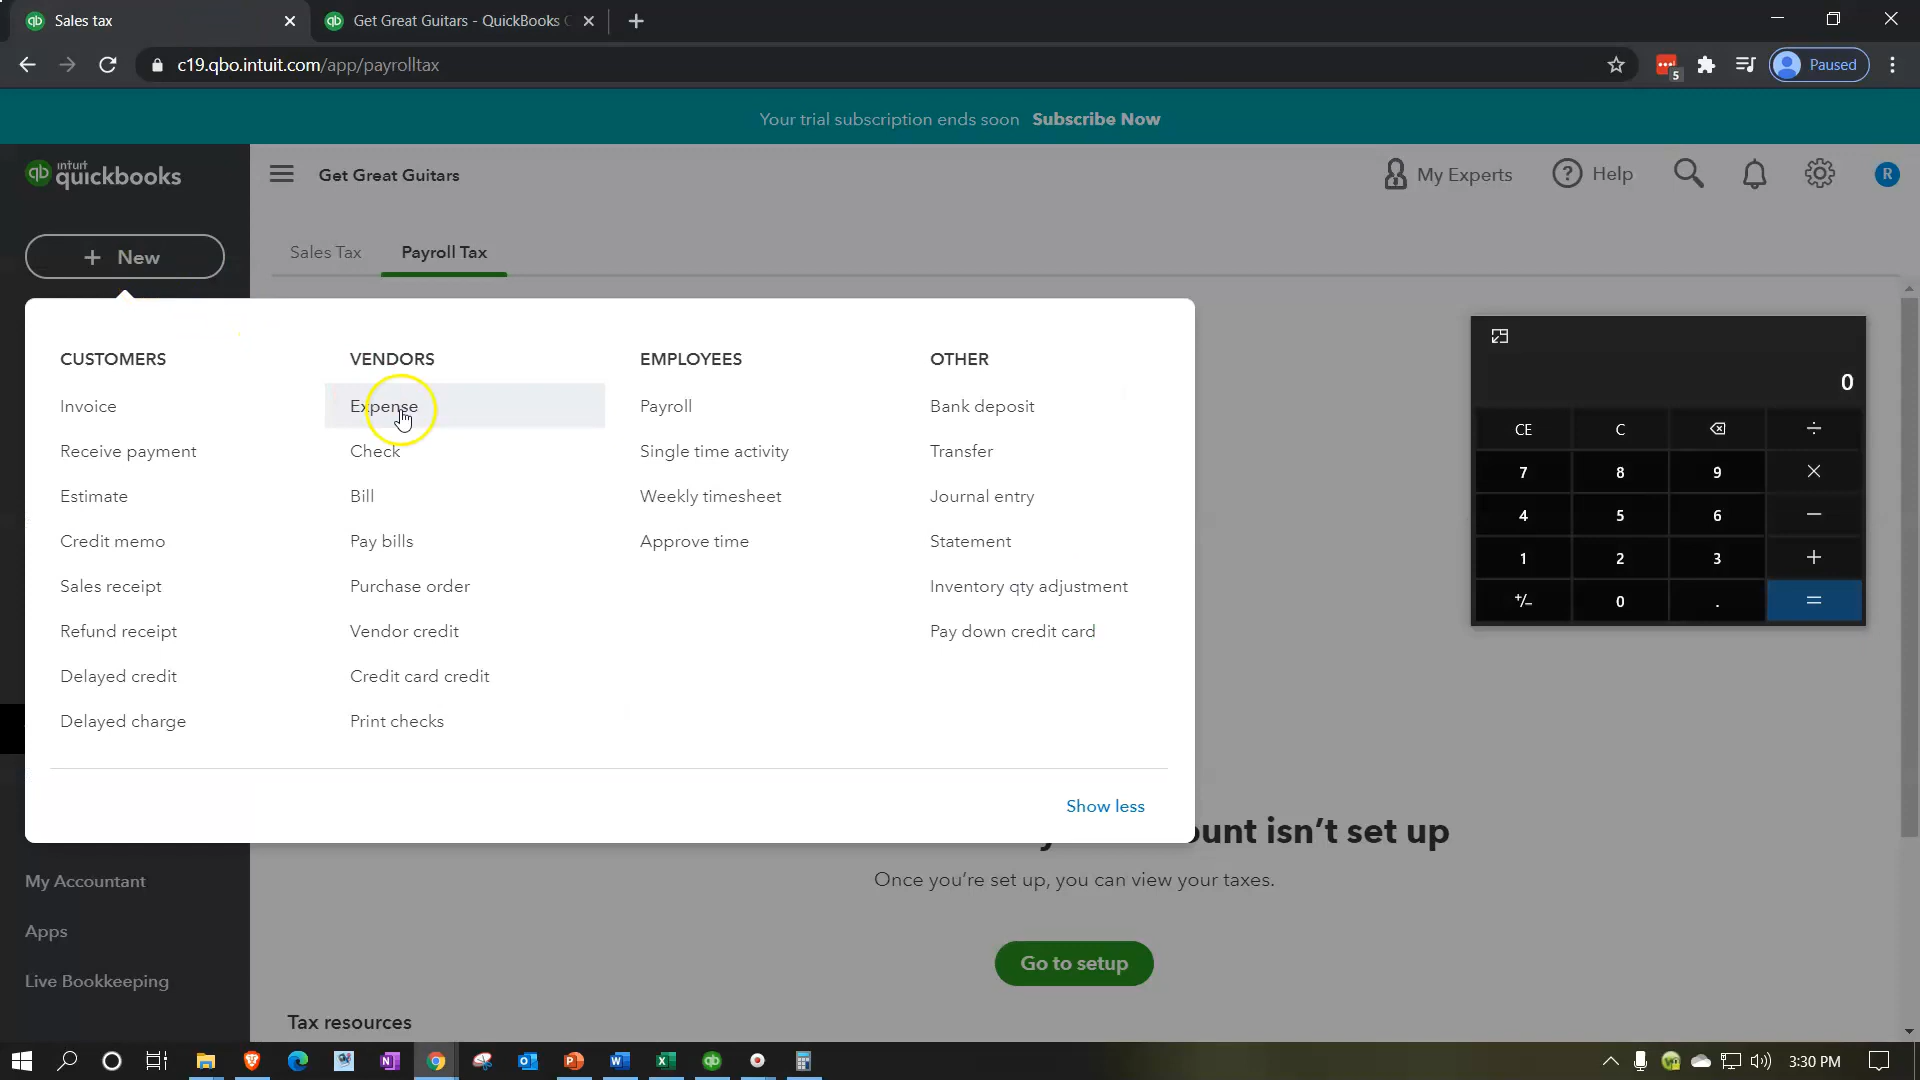 Sales tax
Get Great Guitars - QuickBooks
c19.qbo.intuit.com/app/payrolltax
5
Paused
Your trial subscription ends soon Subscribe Now
qb intuit quickbooks
Get Great Guitars
My Experts
Help
R
+ New
Sales Tax
Payroll Tax
CUSTOMERS
Invoice
Receive payment
Estimate
Credit memo
Sales receipt
Refund receipt
Delayed credit
Delayed charge
VENDORS
Expense
Check
Bill
Pay bills
Purchase order
Vendor credit
Credit card credit
Print checks
EMPLOYEES
Payroll
Single time activity
Weekly timesheet
Approve time
OTHER
Bank deposit
Transfer
Journal entry
Statement
Inventory qty adjustment
Pay down credit card
Show less
0
CE C ⌫ ÷
7 8 9 ×
4 5 6 −
1 2 3 +
+/− 0 . =
isn’t set up
Once you’re set up, you can view your taxes.
Go to setup
Tax resources
My Accountant
Apps
Live Bookkeeping
3:30 PM